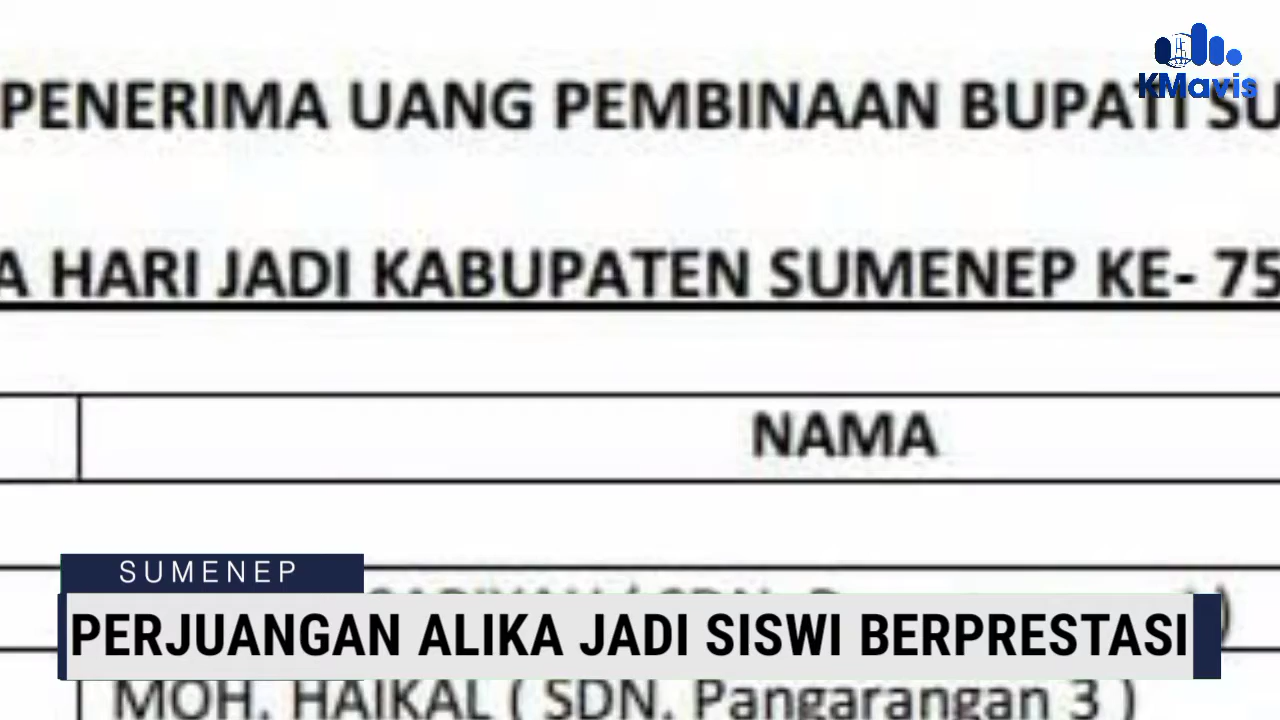 KMavis
PENERIMA UANG PEMBINAAN BUPATI SU
A HARI JADI KABUPATEN SUMENEP KE- 75
NAMA
SUMENEP
PERJUANGAN ALIKA JADI SISWI BERPRESTASI
MOH. HAIKAL ( SDN. Pangarangan 3 )